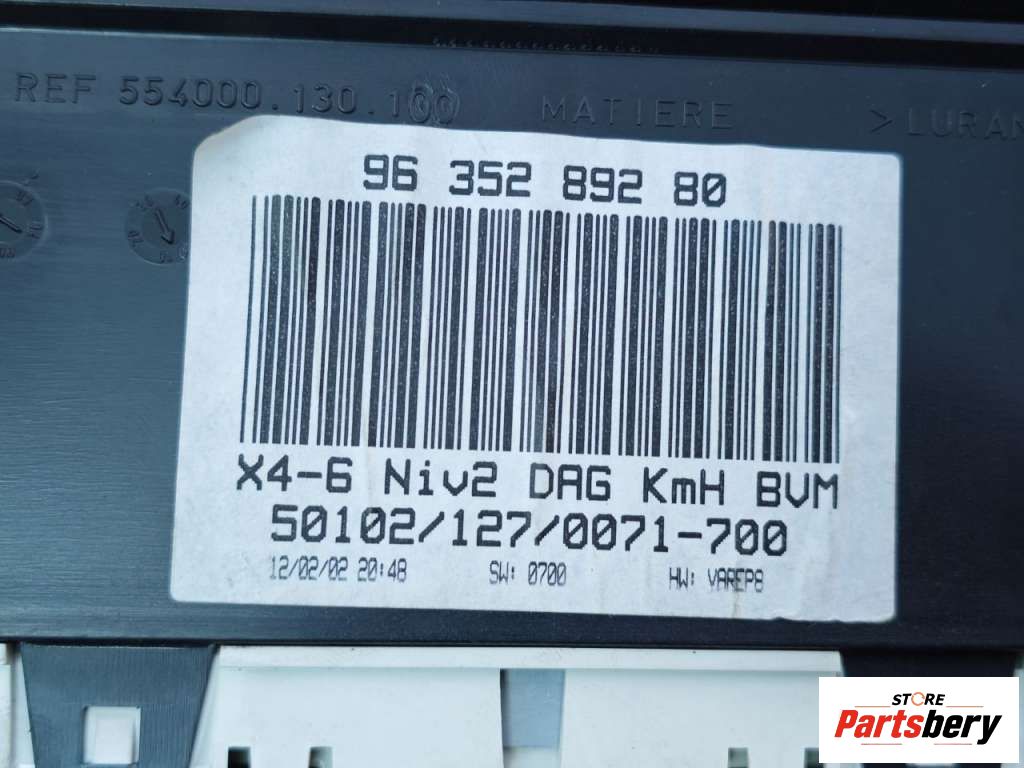 REF 554000.130.100 MATIERE >LURAN
96 352 892 80
X4-6 Niv2 DAG KmH BVM
50102/127/0071-700
12/02/02 20:48 SW: 0700 HW: VAREP8
STORE
Partsbery